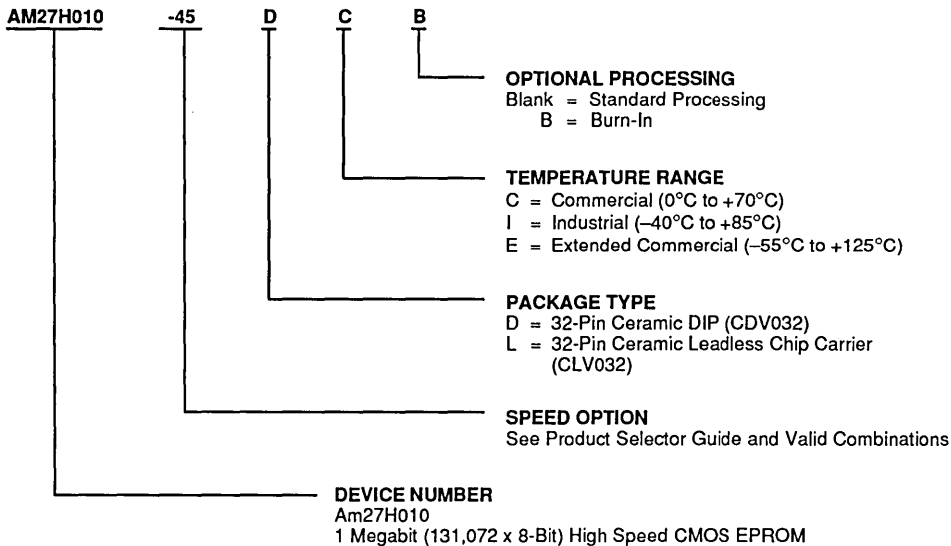 AM27H010 -45 D C B
OPTIONAL PROCESSING
Blank = Standard Processing
B = Burn-In
TEMPERATURE RANGE
C = Commercial (0°C to +70°C)
I = Industrial (–40°C to +85°C)
E = Extended Commercial (–55°C to +125°C)
PACKAGE TYPE
D = 32-Pin Ceramic DIP (CDV032)
L = 32-Pin Ceramic Leadless Chip Carrier
(CLV032)
SPEED OPTION
See Product Selector Guide and Valid Combinations
DEVICE NUMBER
Am27H010
1 Megabit (131,072 x 8-Bit) High Speed CMOS EPROM